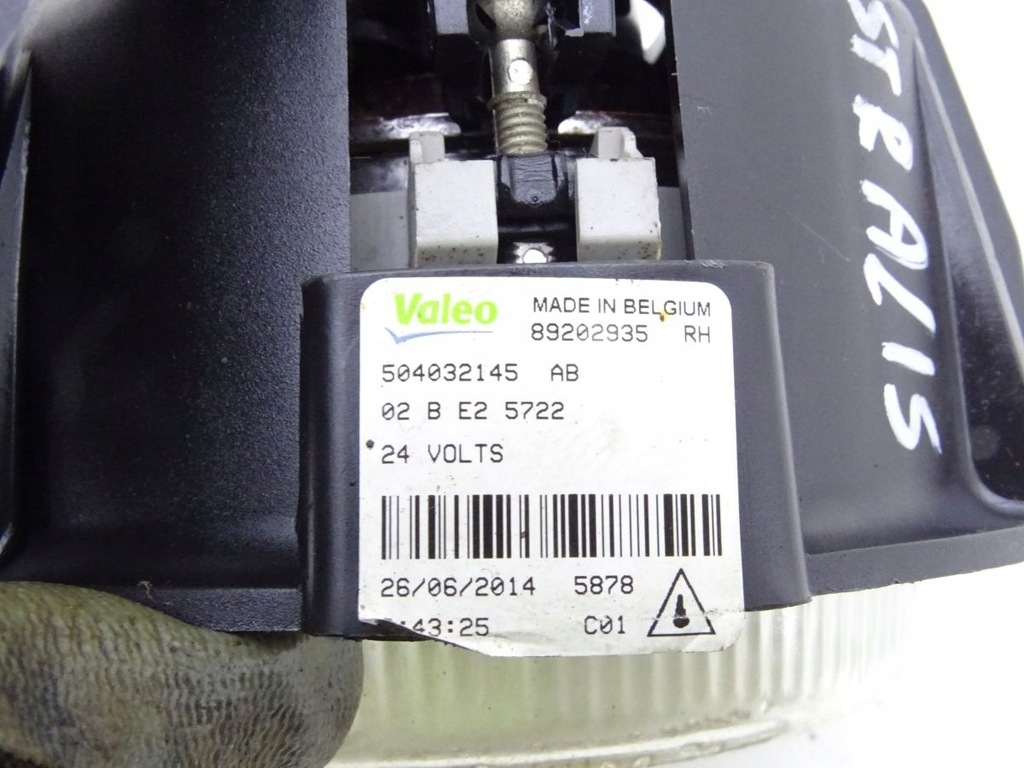 Valeo MADE IN BELGIUM
89202935 RH
504032145 AB
02 B E2 5722
24 VOLTS
26/06/2014 5878
:43:25 C01
STRALIS